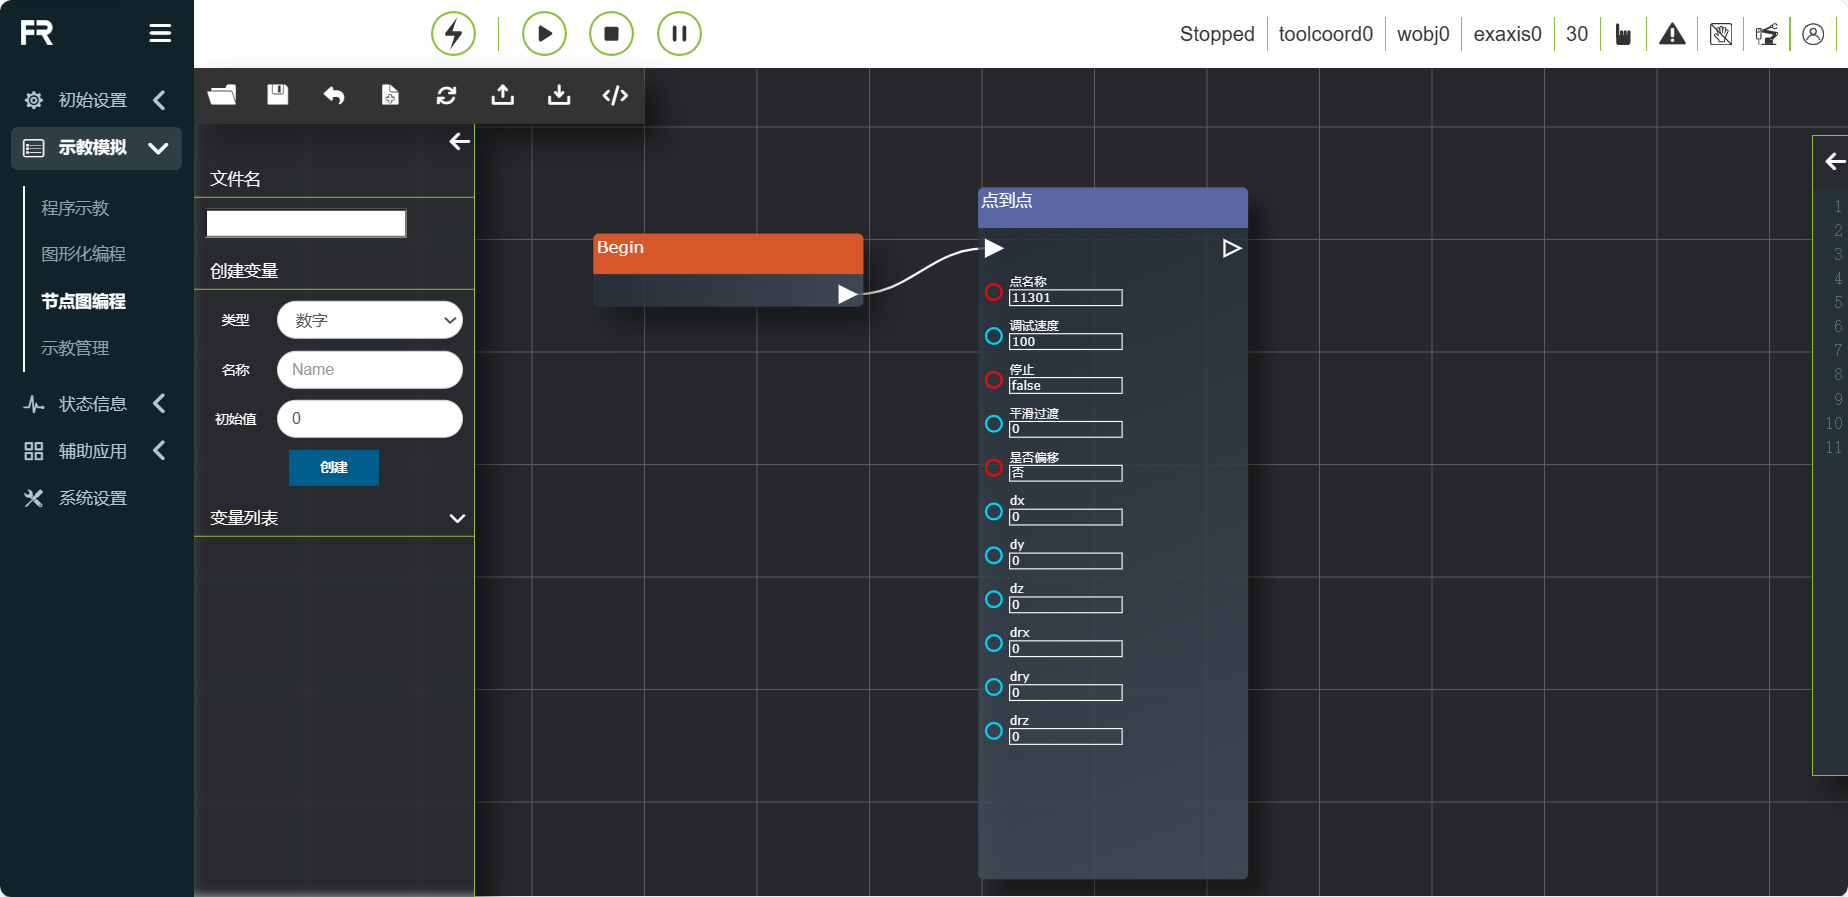 FR
Stopped
toolcoord0
wobj0
exaxis0
30
初始设置
示教模拟
程序示教
图形化编程
节点图编程
示教管理
状态信息
辅助应用
系统设置
文件名
创建变量
类型
数字
名称
Name
初始值
0
创建
变量列表
Begin
点到点
点名称
11301
调试速度
100
停止
false
平滑过渡
0
是否偏移
否
dx
0
dy
0
dz
0
drx
0
dry
0
drz
0
1
2
3
4
5
6
7
8
9
10
11